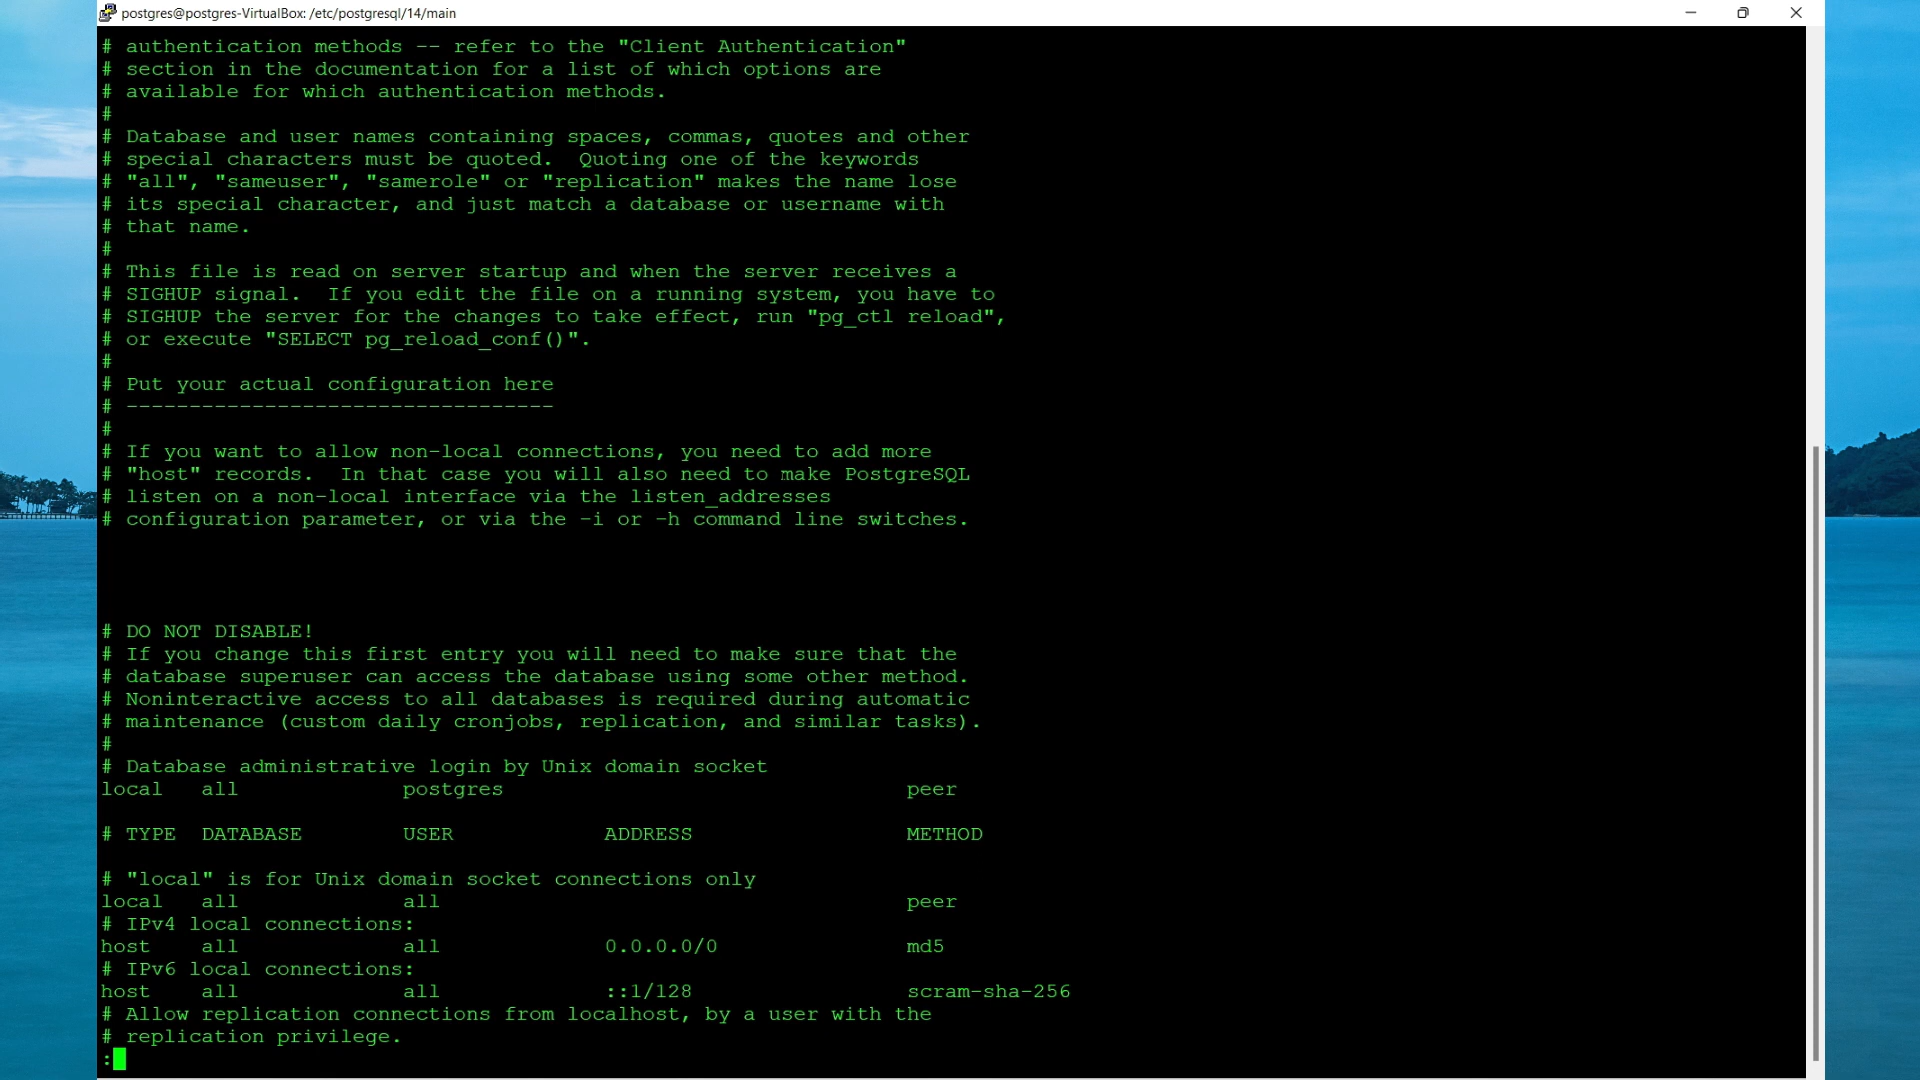 postgres@postgres-VirtualBox: /etc/postgresql/14/main
# authentication methods -- refer to the "Client Authentication"
# section in the documentation for a list of which options are
# available for which authentication methods.
#
# Database and user names containing spaces, commas, quotes and other
# special characters must be quoted.  Quoting one of the keywords
# "all", "sameuser", "samerole" or "replication" makes the name lose
# its special character, and just match a database or username with
# that name.
#
# This file is read on server startup and when the server receives a
# SIGHUP signal.  If you edit the file on a running system, you have to
# SIGHUP the server for the changes to take effect, run "pg_ctl reload",
# or execute "SELECT pg_reload_conf()".
#
# Put your actual configuration here
# ----------------------------------
#
# If you want to allow non-local connections, you need to add more
# "host" records.  In that case you will also need to make PostgreSQL
# listen on a non-local interface via the listen_addresses
# configuration parameter, or via the -i or -h command line switches.
# DO NOT DISABLE!
# If you change this first entry you will need to make sure that the
# database superuser can access the database using some other method.
# Noninteractive access to all databases is required during automatic
# maintenance (custom daily cronjobs, replication, and similar tasks).
#
# Database administrative login by Unix domain socket
local   all             postgres                                peer
# TYPE  DATABASE        USER            ADDRESS                 METHOD
# "local" is for Unix domain socket connections only
local   all             all                                     peer
# IPv4 local connections:
host    all             all             0.0.0.0/0               md5
# IPv6 local connections:
host    all             all             ::1/128                 scram-sha-256
# Allow replication connections from localhost, by a user with the
# replication privilege.
: